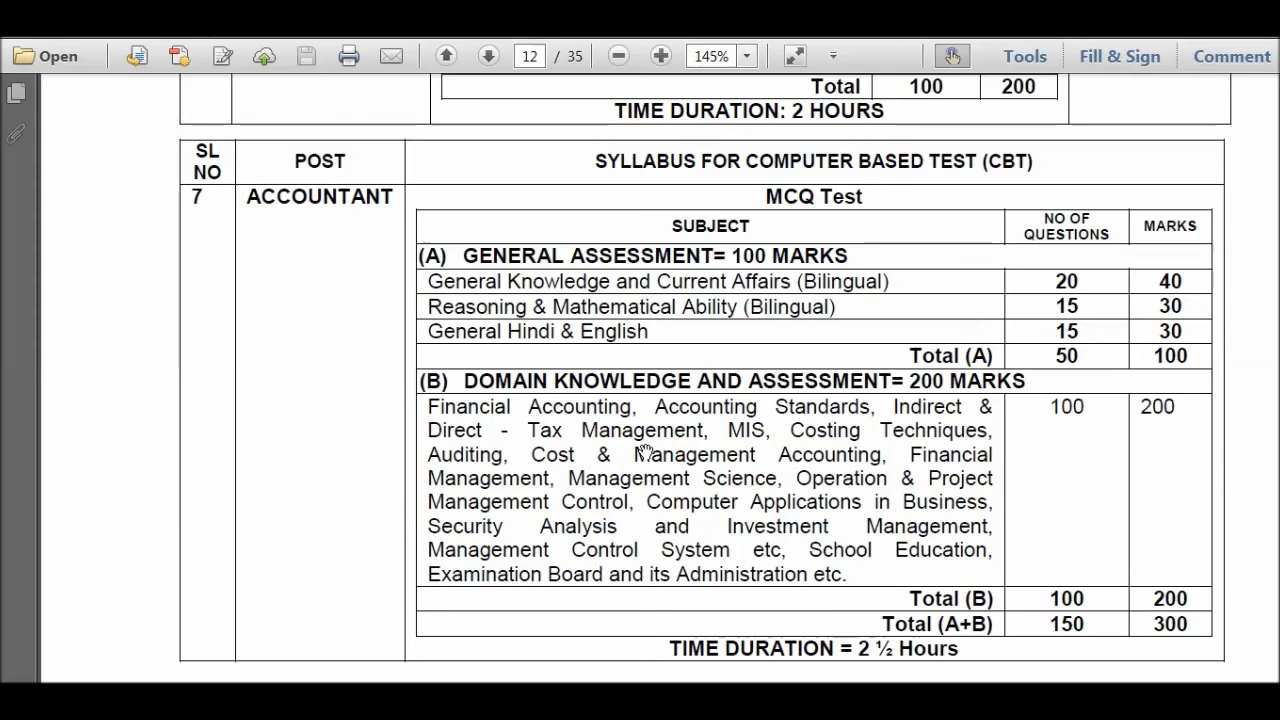 Open 12 / 35 145% Tools Fill & Sign Comment
Total 100 200
TIME DURATION: 2 HOURS
SL NO POST SYLLABUS FOR COMPUTER BASED TEST (CBT)
7 ACCOUNTANT MCQ Test
SUBJECT NO OF QUESTIONS MARKS
(A) GENERAL ASSESSMENT= 100 MARKS
General Knowledge and Current Affairs (Bilingual) 20 40
Reasoning & Mathematical Ability (Bilingual) 15 30
General Hindi & English 15 30
Total (A) 50 100
(B) DOMAIN KNOWLEDGE AND ASSESSMENT= 200 MARKS
Financial Accounting, Accounting Standards, Indirect & 100 200
Direct - Tax Management, MIS, Costing Techniques,
Auditing, Cost & Management Accounting, Financial
Management, Management Science, Operation & Project
Management Control, Computer Applications in Business,
Security Analysis and Investment Management,
Management Control System etc, School Education,
Examination Board and its Administration etc.
Total (B) 100 200
Total (A+B) 150 300
TIME DURATION = 2 ½ Hours